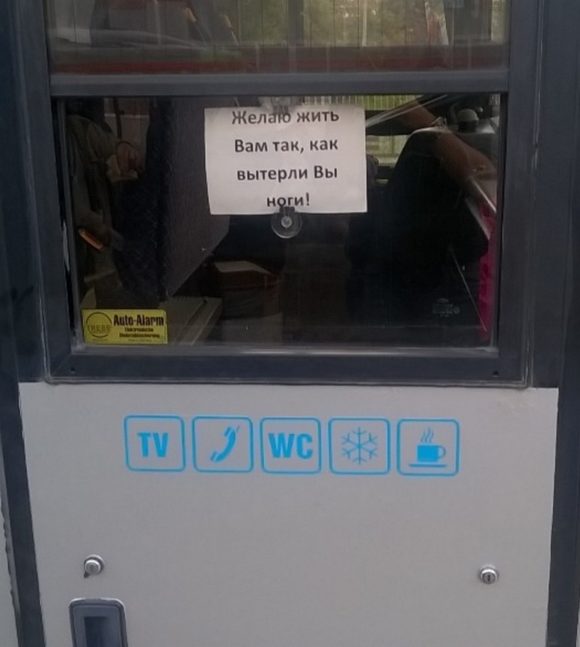 Желаю жить
Вам так, как
вытерли Вы
ноги!
Auto-Alarm
TV
WC